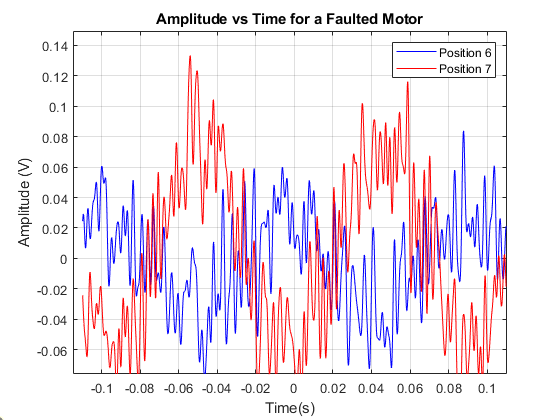 Amplitude vs Time for a Faulted Motor
Position 6
Position 7
Amplitude (V)
0.14
0.12
0.1
0.08
0.06
0.04
0.02
0
-0.02
-0.04
-0.06
-0.1 -0.08 -0.06 -0.04 -0.02 0 0.02 0.04 0.06 0.08 0.1
Time(s)